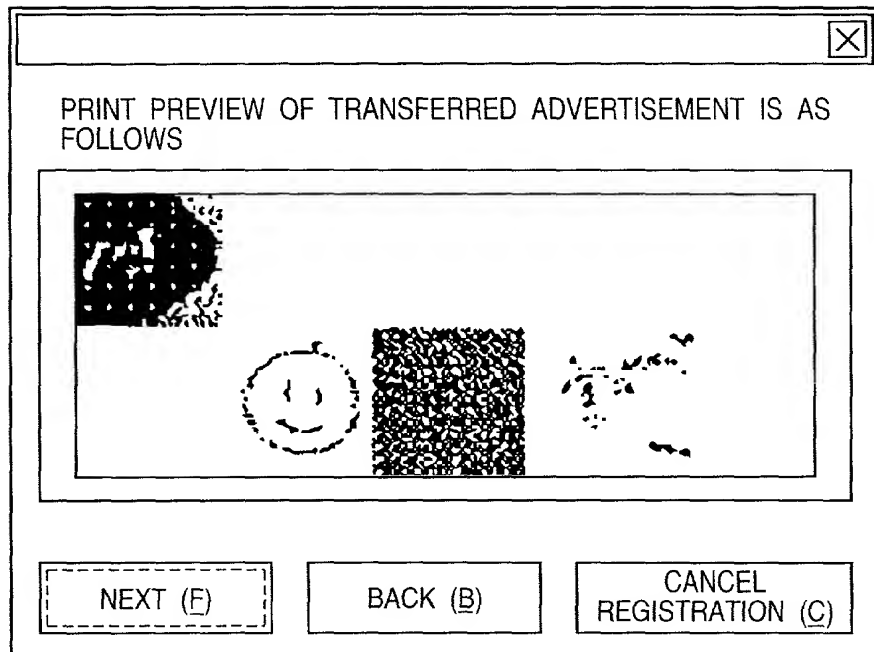 PRINT PREVIEW OF TRANSFERRED ADVERTISEMENT IS AS
FOLLOWS
NEXT (F)
BACK (B)
CANCEL
REGISTRATION (C)